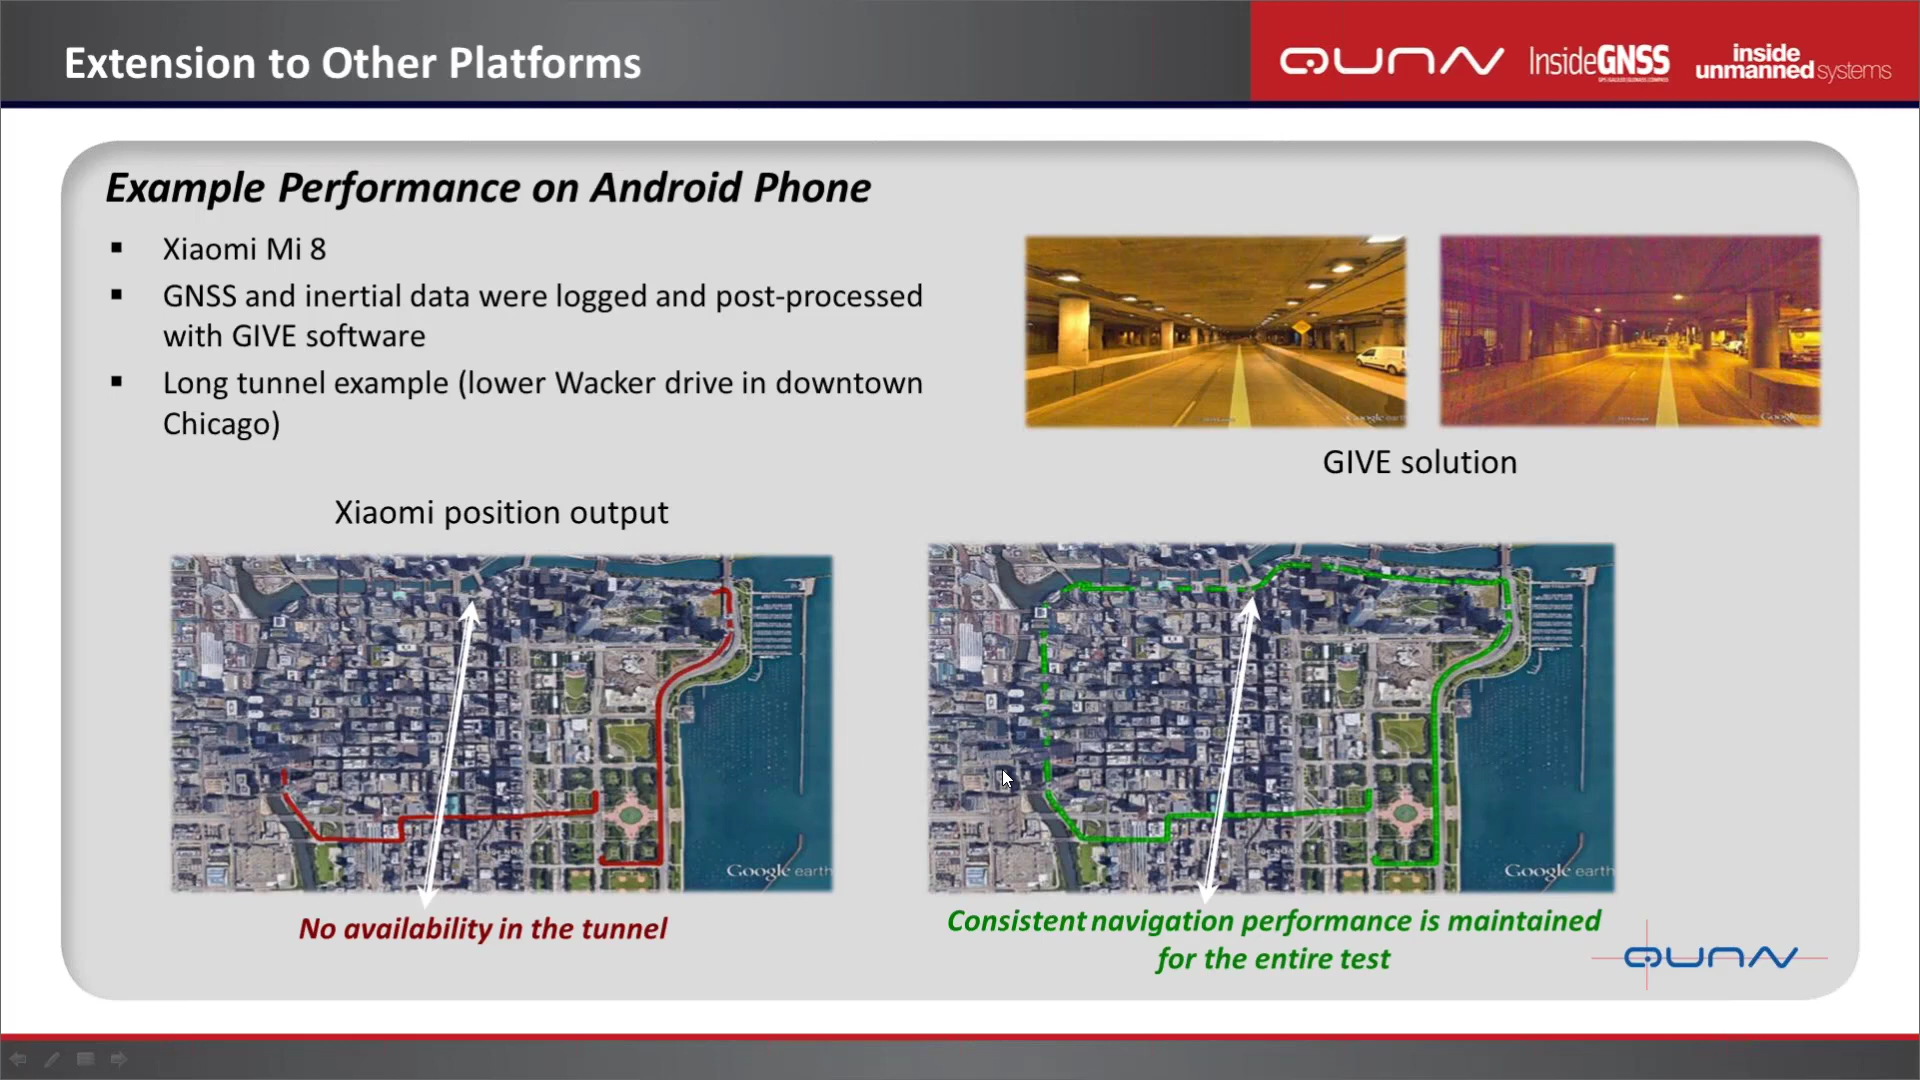 Extension to Other Platforms
QUNAV
InsideGNSS
inside
unmanned systems
Example Performance on Android Phone
Xiaomi Mi 8
GNSS and inertial data were logged and post-processed
with GIVE software
Long tunnel example (lower Wacker drive in downtown
Chicago)
GIVE solution
Xiaomi position output
Google earth
Google earth
No availability in the tunnel
Consistent navigation performance is maintained
for the entire test
QUNAV